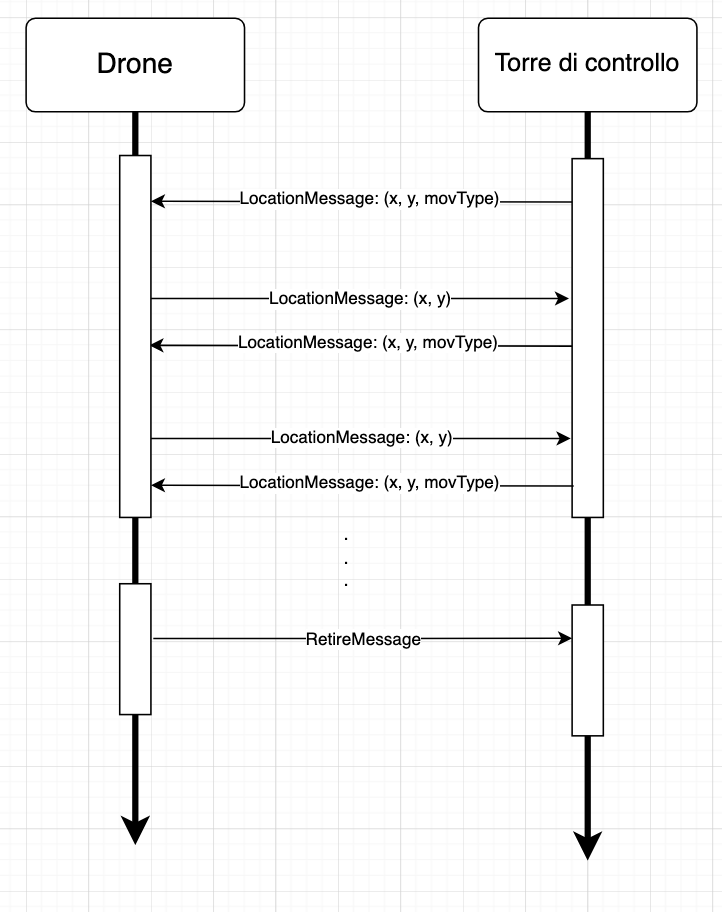 Drone
Torre di controllo
LocationMessage: (x, y, movType)
LocationMessage: (x, y)
LocationMessage: (x, y, movType)
LocationMessage: (x, y)
LocationMessage: (x, y, movType)
.
.
.
RetireMessage